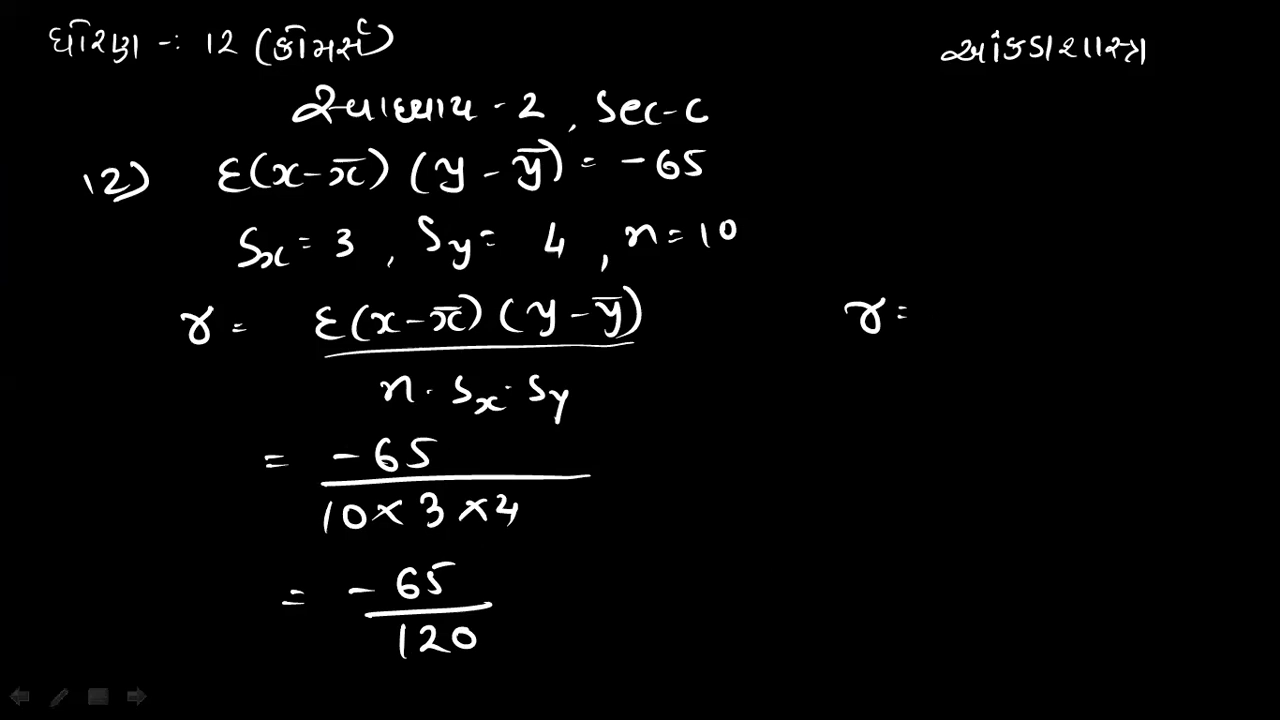 ધોરણ -: 12 (કોમર્સ) આંકડાશાસ્ત્ર
સ્વાધ્યાય - 2, Sec-C
12) Σ(x-x̅) (y-y̅) = -65
Sx = 3, Sy = 4, n = 10
r = Σ(x-x̅) (y-y̅) r =
n · Sx · Sy
= -65
10 × 3 × 4
= -65
120